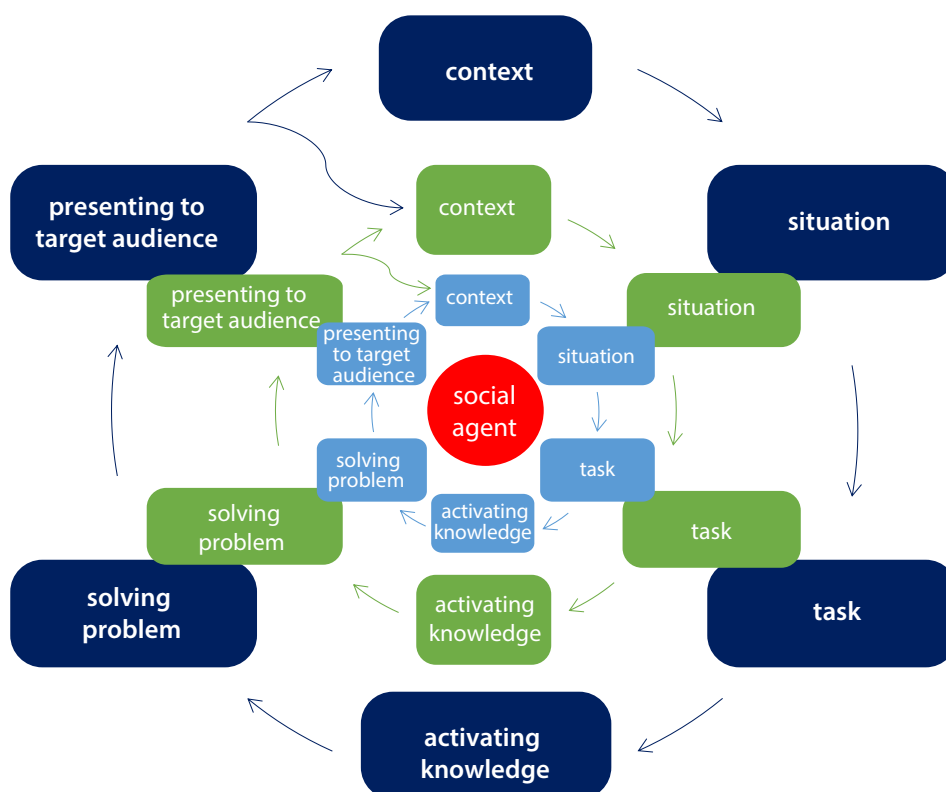 context
presenting to
target audience
situation
context
presenting to
target audience
situation
context
presenting
to target
audience
situation
social
agent
solving
problem
task
activating
knowledge
solving
problem
task
activating
knowledge
solving
problem
task
activating
knowledge